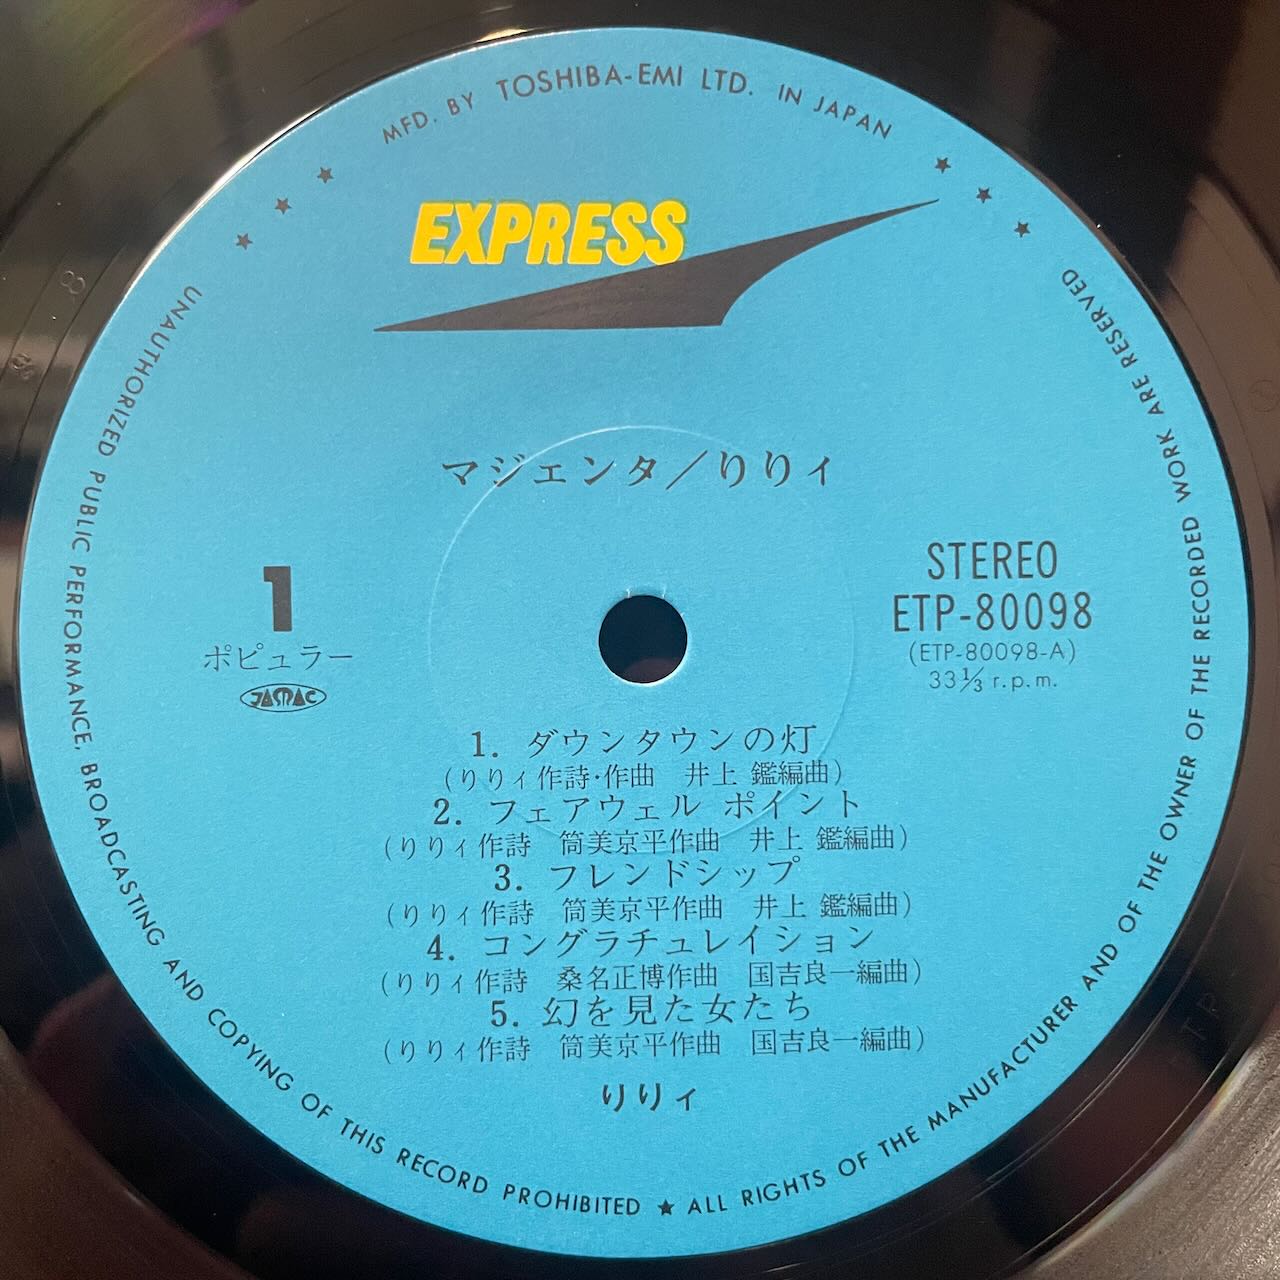 MFD. BY TOSHIBA-EMI LTD. IN JAPAN
EXPRESS
マジェンタ／りりィ
1
ポピュラー
JASRAC
STEREO
ETP-80098
(ETP-80098-A)
33⅓ r.p.m.
1. ダウンタウンの灯
(りりィ作詩・作曲 井上 鑑編曲)
2. フェアウェル ポイント
(りりィ作詩 筒美京平作曲 井上 鑑編曲)
3. フレンドシップ
(りりィ作詩 筒美京平作曲 井上 鑑編曲)
4. コングラチュレイション
(りりィ作詩 桑名正博作曲 国吉良一編曲)
5. 幻を見た女たち
(りりィ作詩 筒美京平作曲 国吉良一編曲)
りりィ
UNAUTHORIZED PUBLIC PERFORMANCE, BROADCASTING AND COPYING OF THIS RECORD PROHIBITED ★ ALL RIGHTS OF THE MANUFACTURER AND OF THE OWNER OF THE RECORDED WORK ARE RESERVED